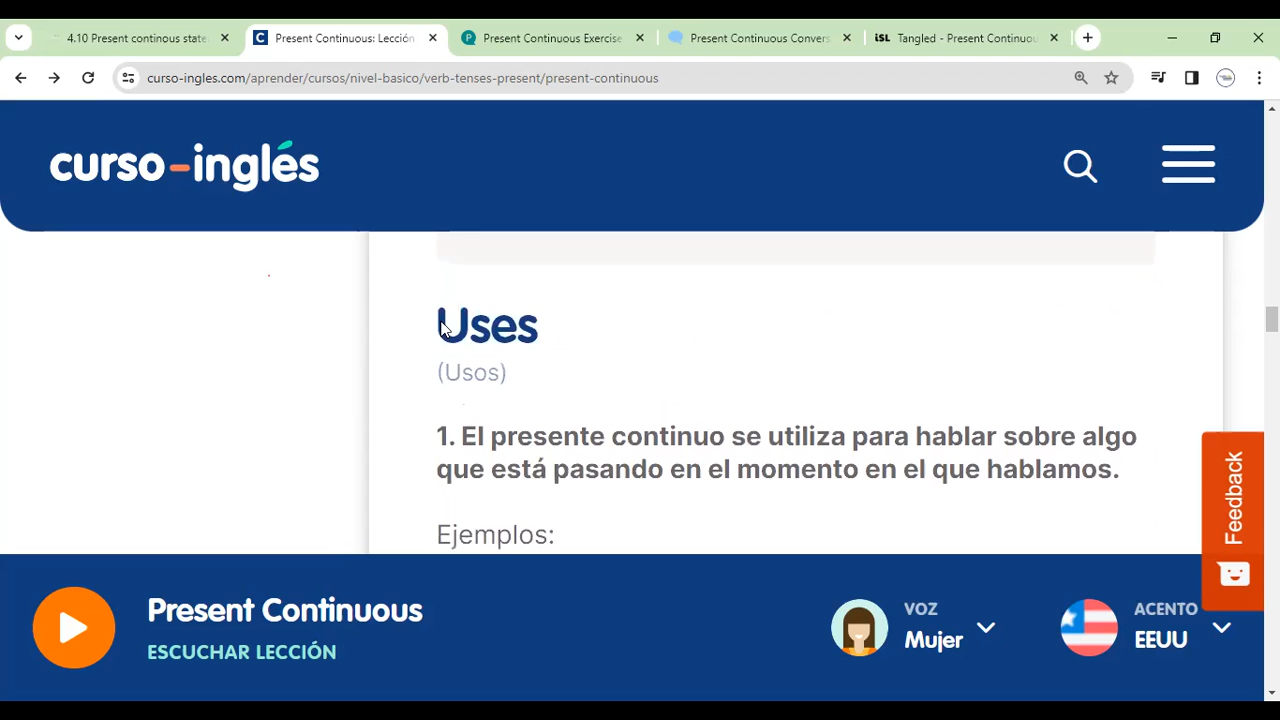 4.10 Present continous state
Present Continuous: Lección
Present Continuous Exercise
Present Continuous Convers
iSL Tangled - Present Continuou
curso-ingles.com/aprender/cursos/nivel-basico/verb-tenses-present/present-continuous
curso-inglés
Uses
(Usos)
1. El presente continuo se utiliza para hablar sobre algo
que está pasando en el momento en el que hablamos.
Ejemplos:
Feedback
Present Continuous
ESCUCHAR LECCIÓN
VOZ
Mujer
ACENTO
EEUU